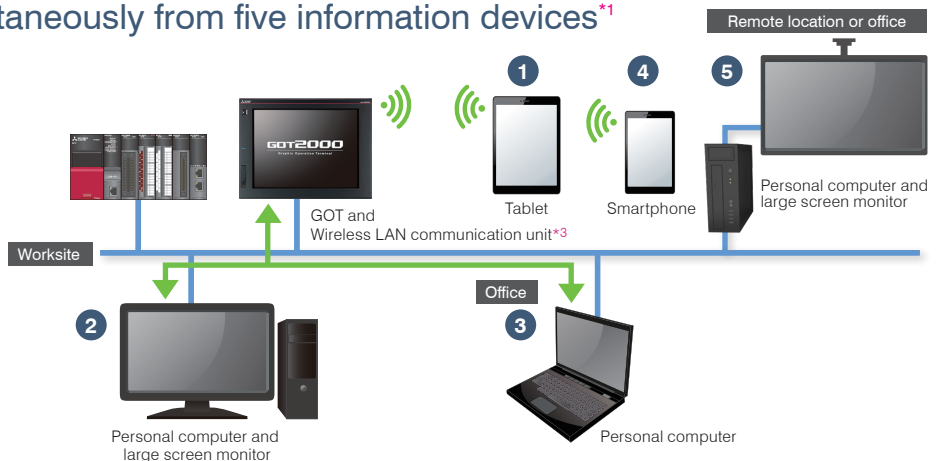 taneously from five information devices*1
Remote location or office
1
4
5
GOT2000
Graphic Operation Terminal
Tablet
Smartphone
Personal computer and
large screen monitor
GOT and
Wireless LAN communication unit*3
Worksite
Office
2
3
Personal computer and
large screen monitor
Personal computer